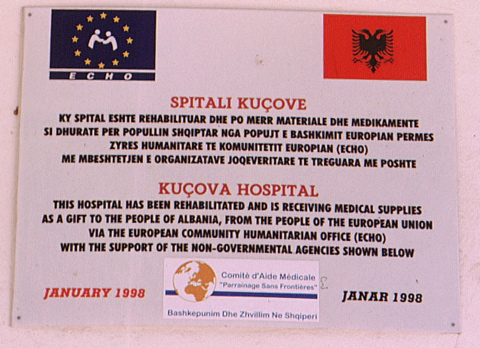 ECHO
SPITALI KUÇOVE
KY SPITAL ESHTE REHABILITUAR DHE PO MERR MATERIALE DHE MEDIKAMENTE
SI DHURATE PER POPULLIN SHQIPTAR NGA POPUJT E BASHKIMIT EUROPIAN PERMES
ZYRES HUMANITARE TE KOMUNITETIT EUROPIAN (ECHO)
ME MBESHTETJEN E ORGANIZATAVE JOQEVERITARE TE TREGUARA ME POSHTE
KUÇOVA HOSPITAL
THIS HOSPITAL HAS BEEN REHABILITATED AND IS RECEIVING MEDICAL SUPPLIES
AS A GIFT TO THE PEOPLE OF ALBANIA, FROM THE PEOPLE OF THE EUROPEAN UNION
VIA THE EUROPEAN COMMUNITY HUMANITARIAN OFFICE (ECHO)
WITH THE SUPPORT OF THE NON-GOVERNMENTAL AGENCIES SHOWN BELOW
Comité d'Aide Médicale
"Parrainage Sans Frontières"
Bashkepunim Dhe Zhvillim Ne Shqiperi
JANUARY 1998
JANAR 1998